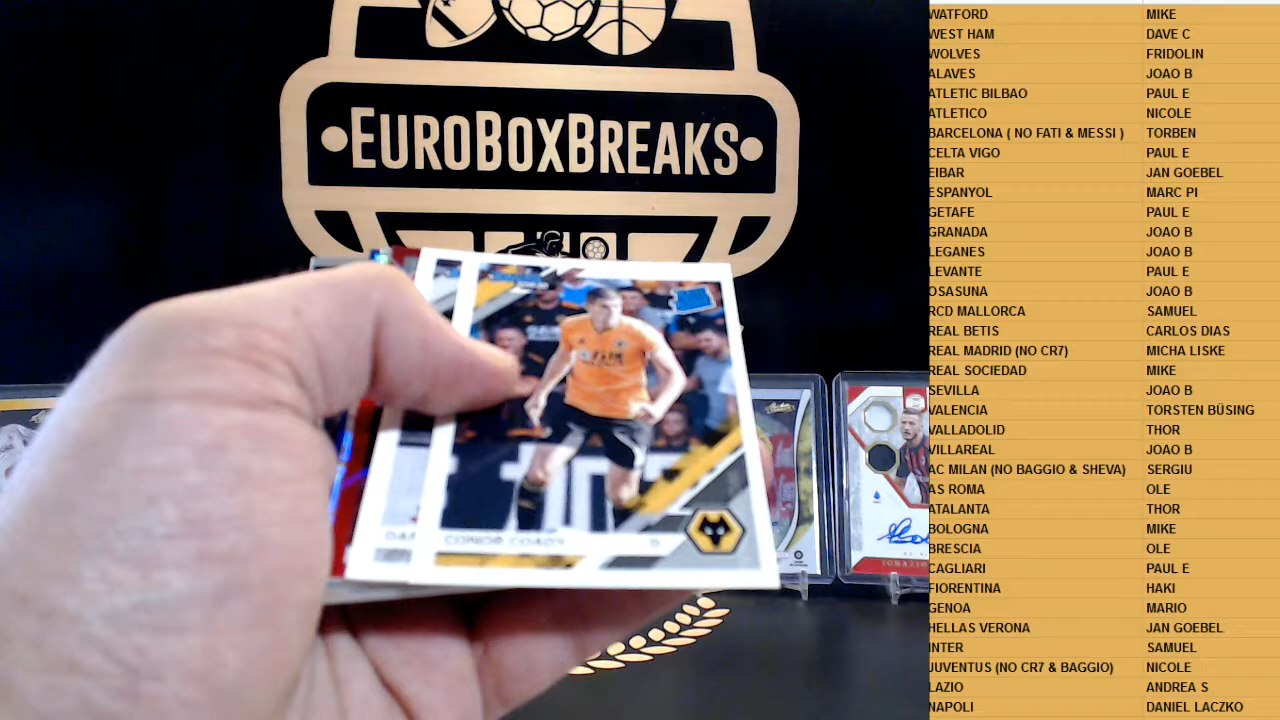 EUROBOXBREAKS
CONOR COADY
WATFORD MIKE
WEST HAM DAVE C
WOLVES FRIDOLIN
ALAVES JOAO B
ATLETIC BILBAO PAUL E
ATLETICO NICOLE
BARCELONA ( NO FATI & MESSI ) TORBEN
CELTA VIGO PAUL E
EIBAR JAN GOEBEL
ESPANYOL MARC PI
GETAFE PAUL E
GRANADA JOAO B
LEGANES JOAO B
LEVANTE PAUL E
OSASUNA JOAO B
RCD MALLORCA SAMUEL
REAL BETIS CARLOS DIAS
REAL MADRID (NO CR7) MICHA LISKE
REAL SOCIEDAD MIKE
SEVILLA JOAO B
VALENCIA TORSTEN BÜSING
VALLADOLID THOR
VILLAREAL JOAO B
AC MILAN (NO BAGGIO & SHEVA) SERGIU
AS ROMA OLE
ATALANTA THOR
BOLOGNA MIKE
BRESCIA OLE
CAGLIARI PAUL E
FIORENTINA HAKI
GENOA MARIO
HELLAS VERONA JAN GOEBEL
INTER SAMUEL
JUVENTUS (NO CR7 & BAGGIO) NICOLE
LAZIO ANDREA S
NAPOLI DANIEL LACZKO